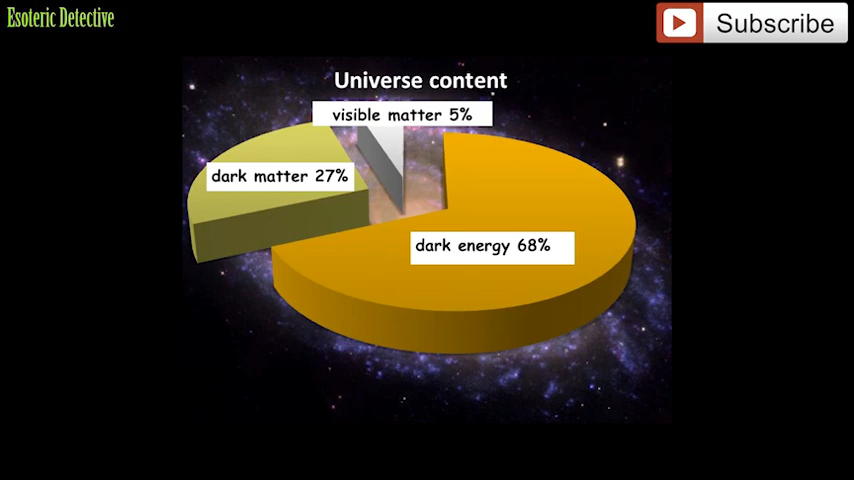 Esoteric Detective
Subscribe
Universe content
visible matter 5%
dark matter 27%
dark energy 68%